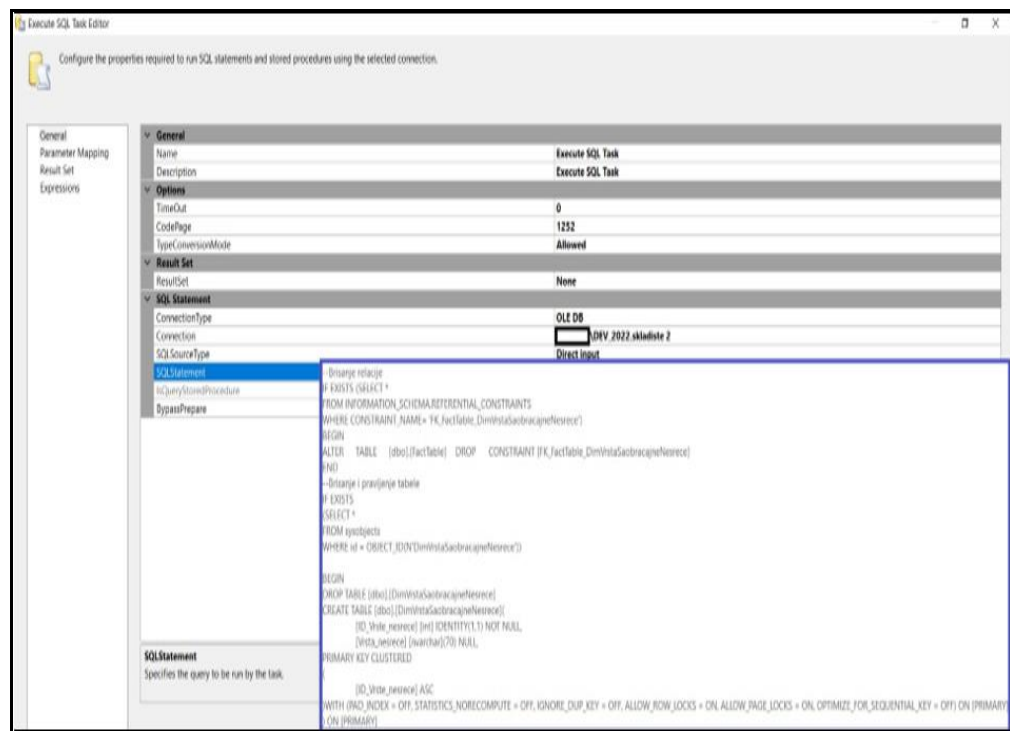 Execute SQL Task Editor
Configure the properties required to run SQL statements and stored procedures using the selected connection.
General
Parameter Mapping
Result Set
Expressions
General
Name Execute SQL Task
Description Execute SQL Task
Options
TimeOut 0
CodePage 1252
TypeConversionMode Allowed
Result Set
ResultSet None
SQL Statement
ConnectionType OLE DB
Connection \DEV_2022.skladiste 2
SQLSourceType Direct input
SQLStatement
IsQueryStoredProcedure
BypassPrepare
--Brisanje relacije
IF EXISTS (SELECT *
FROM INFORMATION_SCHEMA.REFERENTIAL_CONSTRAINTS
WHERE CONSTRAINT_NAME= 'FK_FactTable_DimVrstaSaobracajneNesrece')
BEGIN
ALTER TABLE [dbo].[FactTable] DROP CONSTRAINT [FK_FactTable_DimVrstaSaobracajneNesrece]
END
--Brisanje i pravljenje tabele
IF EXISTS
(SELECT *
FROM sysobjects
WHERE id = OBJECT_ID(N'DimVrstaSaobracajneNesrece'))
BEGIN
DROP TABLE [dbo].[DimVrstaSaobracajneNesrece]
CREATE TABLE [dbo].[DimVrstaSaobracajneNesrece](
[ID_Vrste_nesrece] [int] IDENTITY(1,1) NOT NULL,
[Vrsta_nesrece] [nvarchar](70) NULL,
PRIMARY KEY CLUSTERED
(
[ID_Vrste_nesrece] ASC
)WITH (PAD_INDEX = OFF, STATISTICS_NORECOMPUTE = OFF, IGNORE_DUP_KEY = OFF, ALLOW_ROW_LOCKS = ON, ALLOW_PAGE_LOCKS = ON, OPTIMIZE_FOR_SEQUENTIAL_KEY = OFF) ON [PRIMARY]
) ON [PRIMARY]
SQLStatement
Specifies the query to be run by the task.